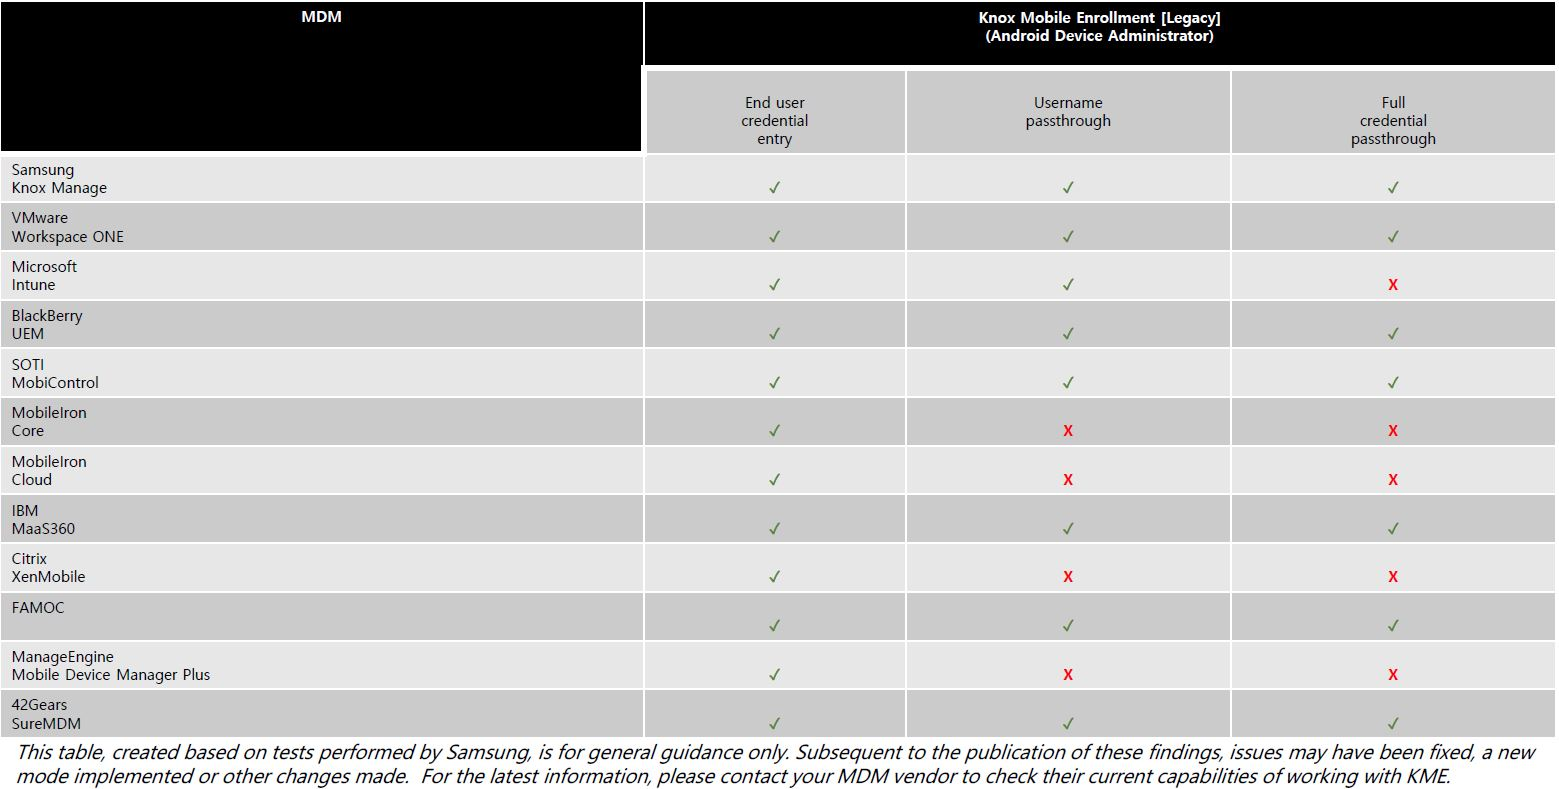 MDM
Knox Mobile Enrollment [Legacy]
(Android Device Administrator)
End user
credential
entry
Username
passthrough
Full
credential
passthrough
Samsung
Knox Manage
✓ ✓ ✓
VMware
Workspace ONE
✓ ✓ ✓
Microsoft
Intune
✓ ✓ X
BlackBerry
UEM
✓ ✓ ✓
SOTI
MobiControl
✓ ✓ ✓
MobileIron
Core
✓ X X
MobileIron
Cloud
✓ X X
IBM
MaaS360
✓ ✓ ✓
Citrix
XenMobile
✓ X X
FAMOC
✓ ✓ ✓
ManageEngine
Mobile Device Manager Plus
✓ X X
42Gears
SureMDM
✓ ✓ ✓
This table, created based on tests performed by Samsung, is for general guidance only. Subsequent to the publication of these findings, issues may have been fixed, a new
mode implemented or other changes made.  For the latest information, please contact your MDM vendor to check their current capabilities of working with KME.